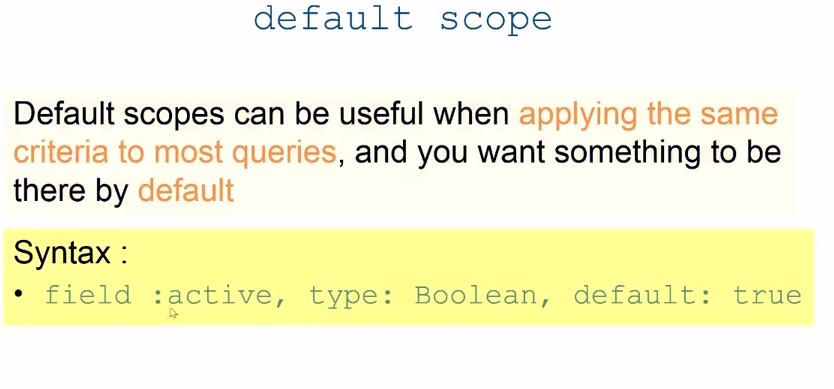 default scope
Default scopes can be useful when applying the same
criteria to most queries, and you want something to be
there by default
Syntax :
• field :active, type: Boolean, default: true